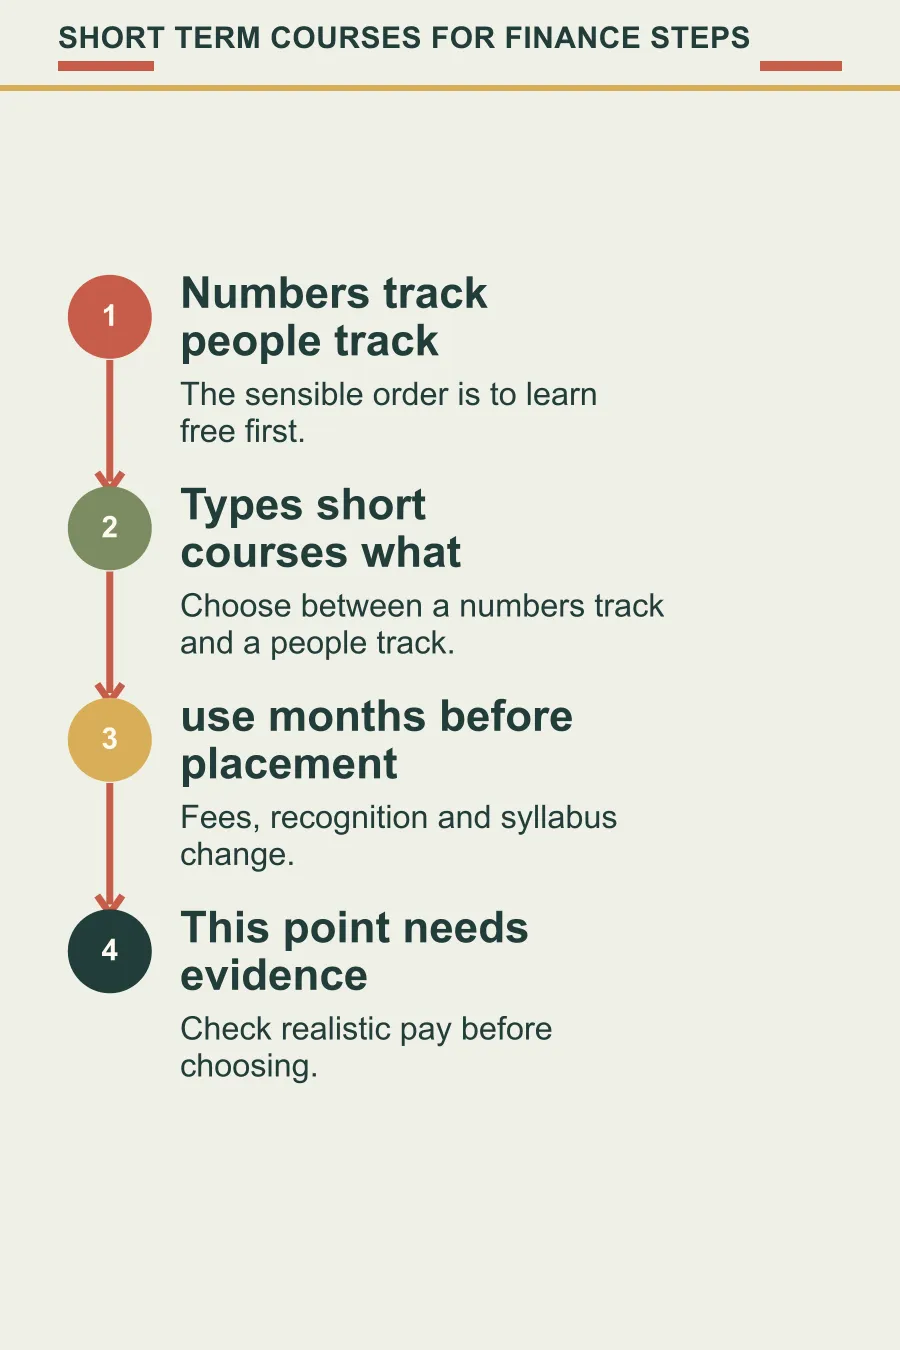 SHORT TERM COURSES FOR FINANCE STEPS
1
Numbers track
people track
The sensible order is to learn
free first.
2
Types short
courses what
Choose between a numbers track
and a people track.
3
use months before
placement
Fees, recognition and syllabus
change.
4
This point needs
evidence
Check realistic pay before
choosing.